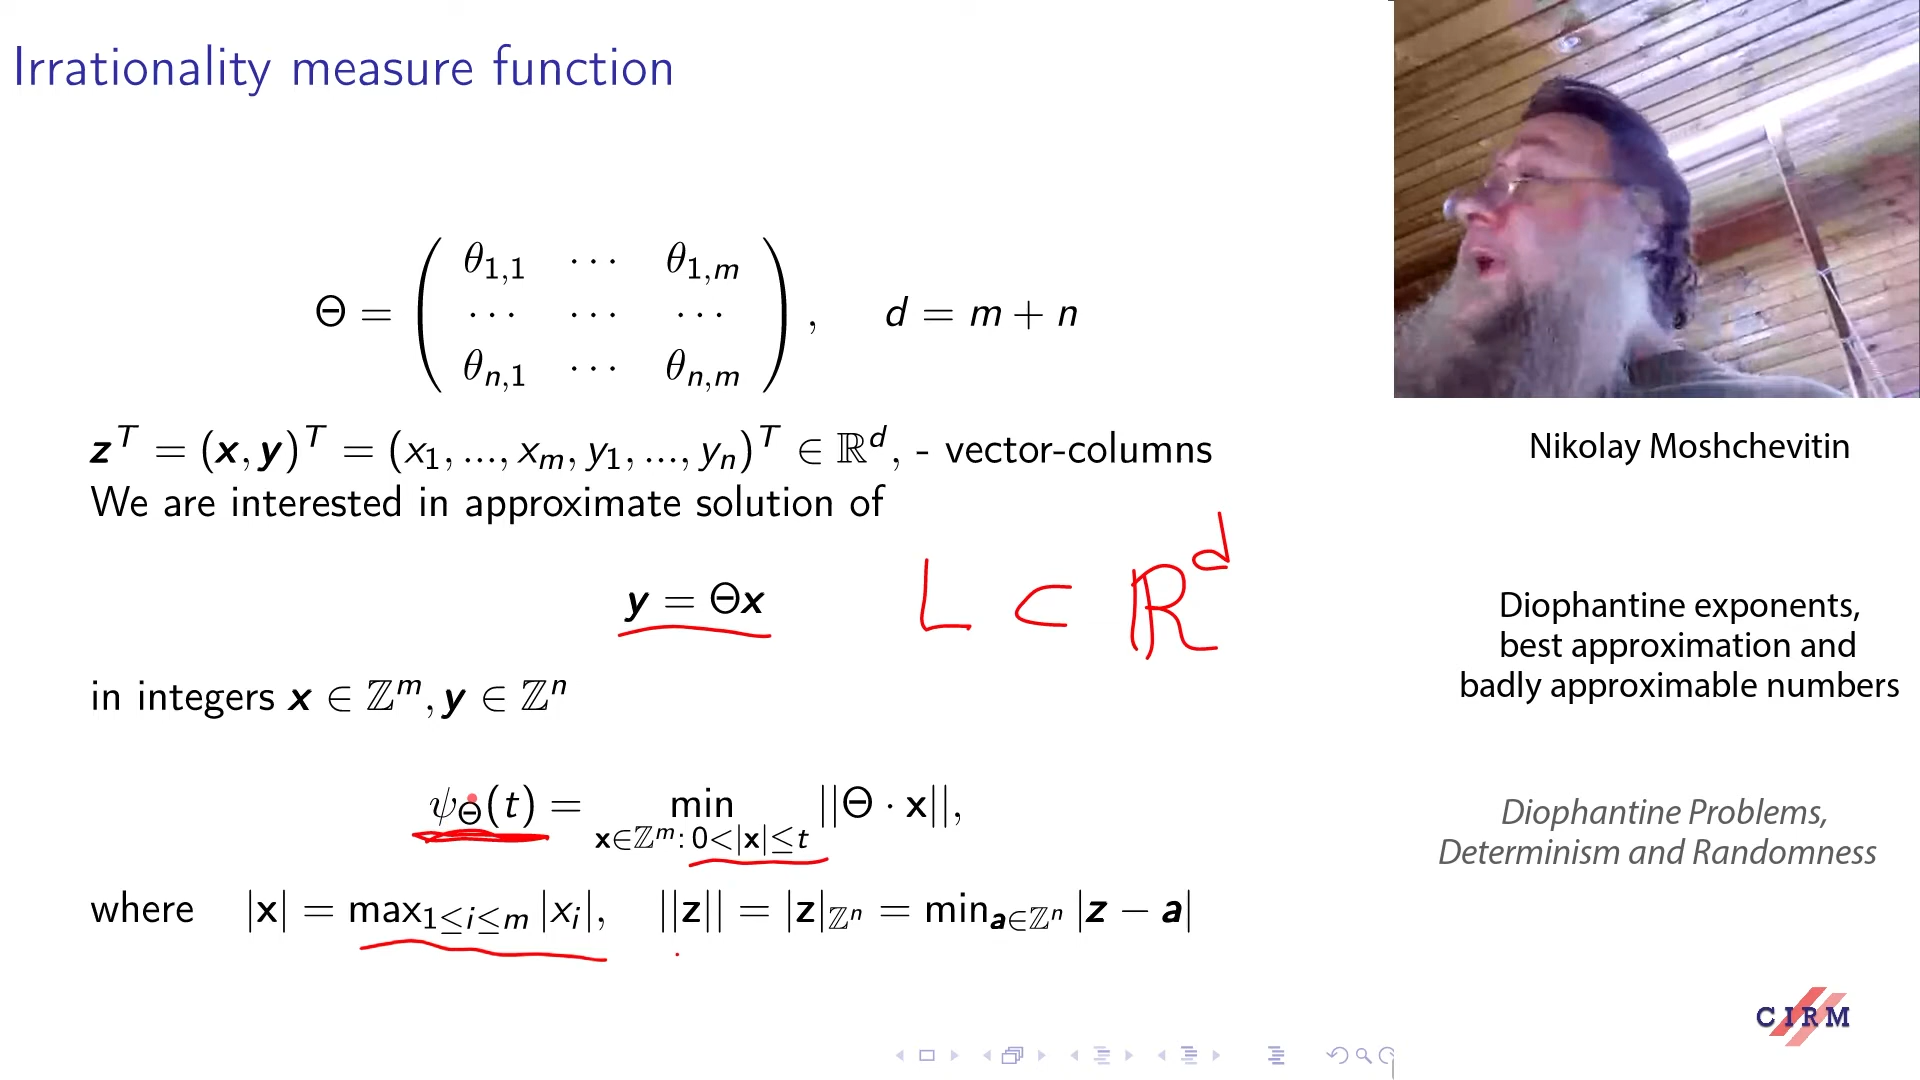 Irrationality measure function
Θ = ( θ1,1 ··· θ1,m
··· ··· ···
θn,1 ··· θn,m ) , d = m + n
z^T = (x, y)^T = (x1, ..., xm, y1, ..., yn)^T ∈ ℝ^d, - vector-columns
We are interested in approximate solution of
y = Θx L ⊂ ℝ^d
in integers x ∈ ℤ^m, y ∈ ℤ^n
ψΘ(t) = min x∈ℤ^m: 0<|x|≤t ||Θ · x||,
where |x| = max1≤i≤m |xi|, ||z|| = |z|ℤ^n = min a∈ℤ^n |z − a|
Nikolay Moshchevitin
Diophantine exponents,
best approximation and
badly approximable numbers
Diophantine Problems,
Determinism and Randomness
CIRM